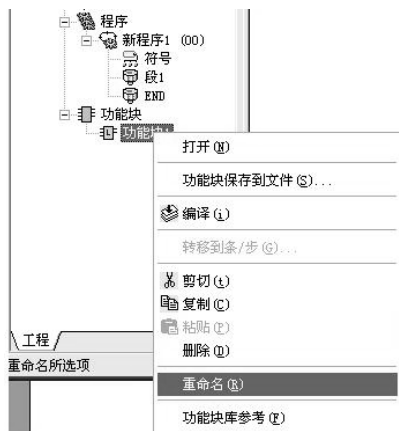 程序
新程序1 (00)
符号
段1
END
功能块
功能块1
打开(N)
功能块保存到文件(S)...
编译(i)
转移到条/步(G)...
剪切(t)
复制(C)
粘贴(P)
删除(D)
工程
重命名所选项
重命名(R)
功能块库参考(F)